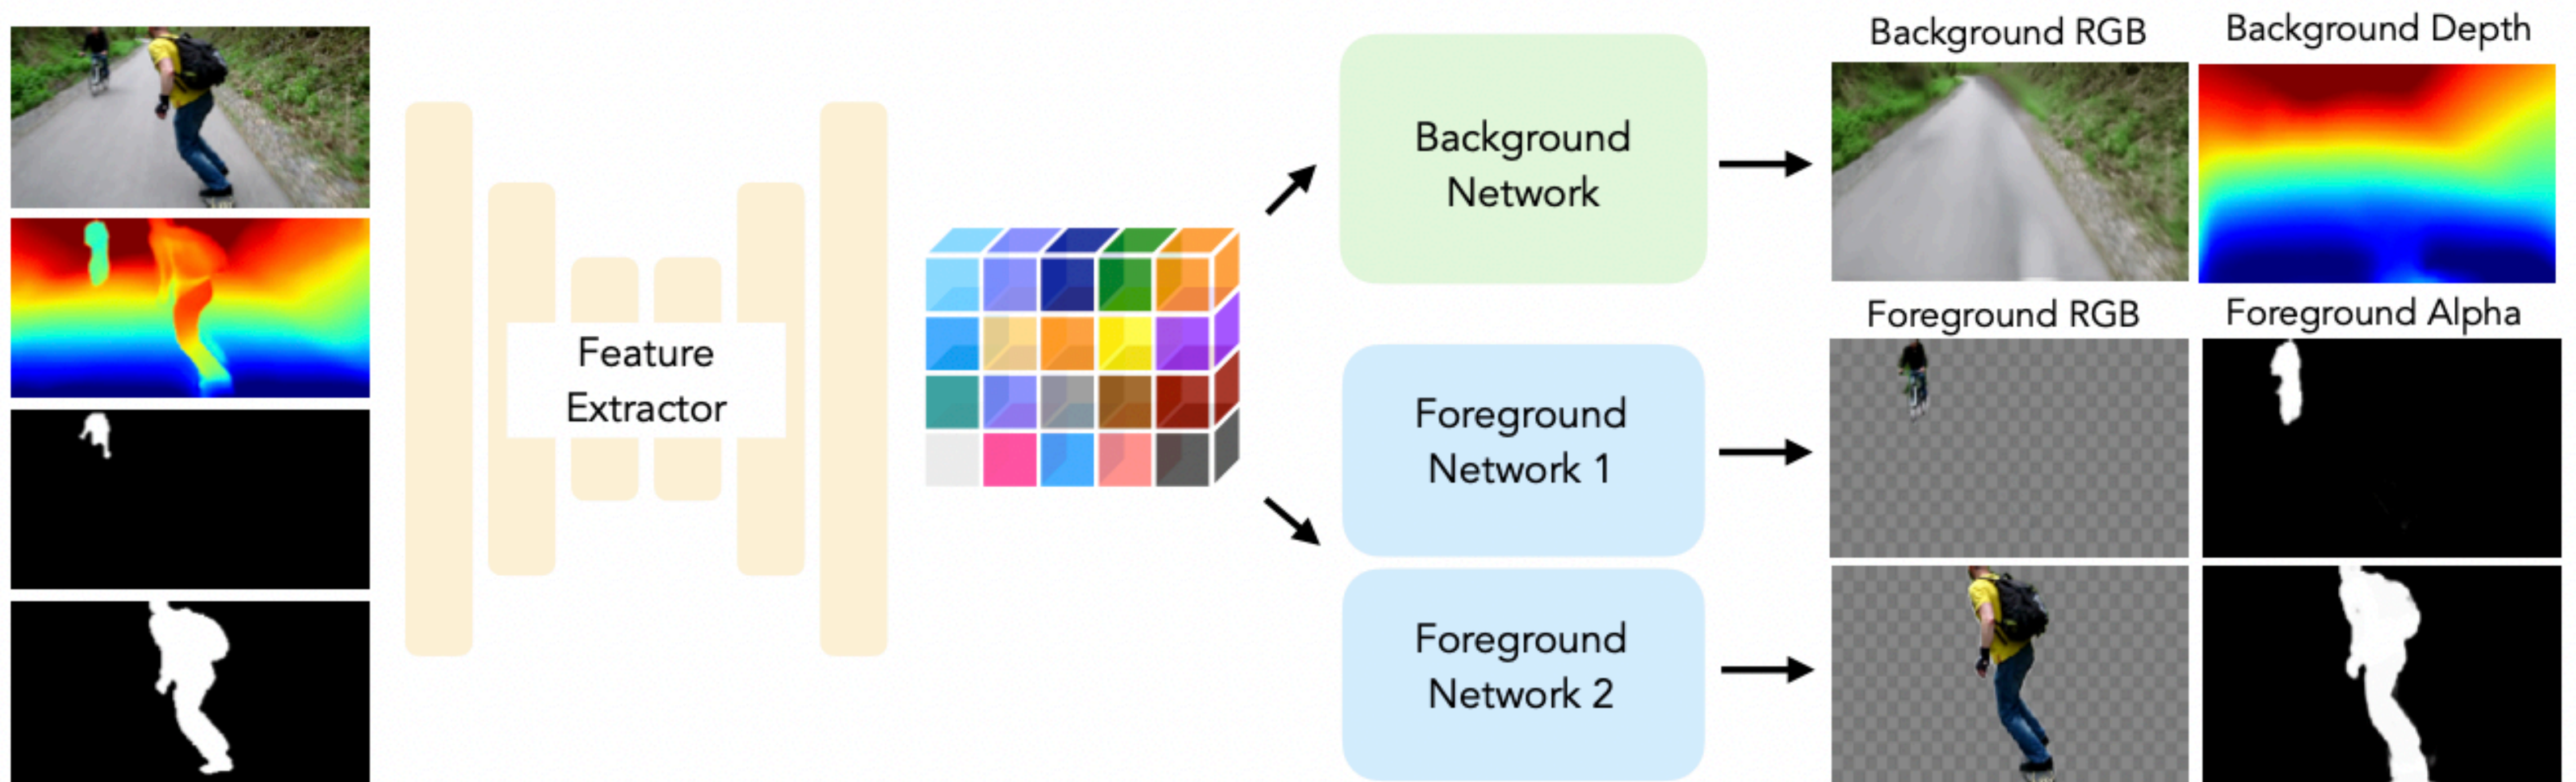 Feature
Extractor
Background
Network
Foreground
Network 1
Foreground
Network 2
Background RGB
Background Depth
Foreground RGB
Foreground Alpha